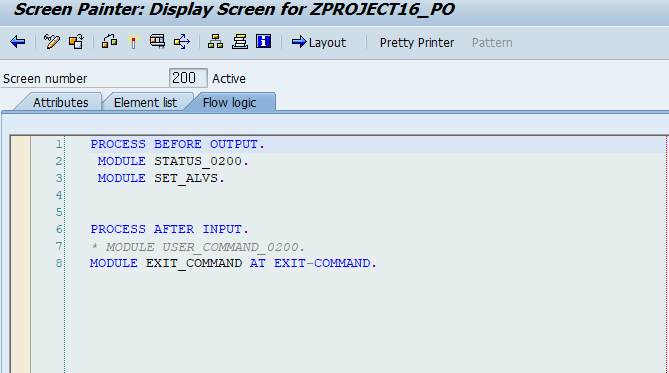 Screen Painter: Display Screen for ZPROJECT16_PO
Layout Pretty Printer Pattern
Screen number 200 Active
Attributes Element list Flow logic
1 PROCESS BEFORE OUTPUT.
2 MODULE STATUS_0200.
3 MODULE SET_ALVS.
4
5
6 PROCESS AFTER INPUT.
7 * MODULE USER_COMMAND_0200.
8 MODULE EXIT_COMMAND AT EXIT-COMMAND.